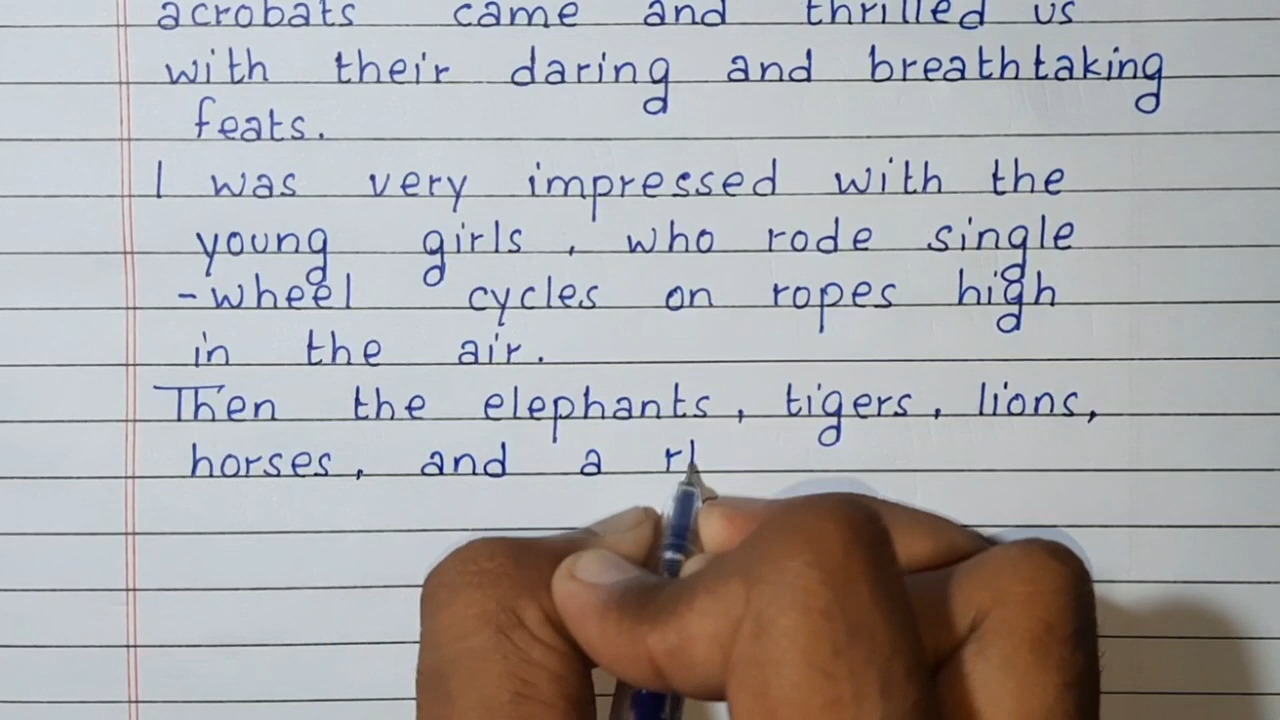 acrobats came and thrilled us
with their daring and breathtaking
feats.
I was very impressed with the
young girls, who rode single
-wheel cycles on ropes high
in the air.
Then the elephants, tigers, lions,
horses, and a